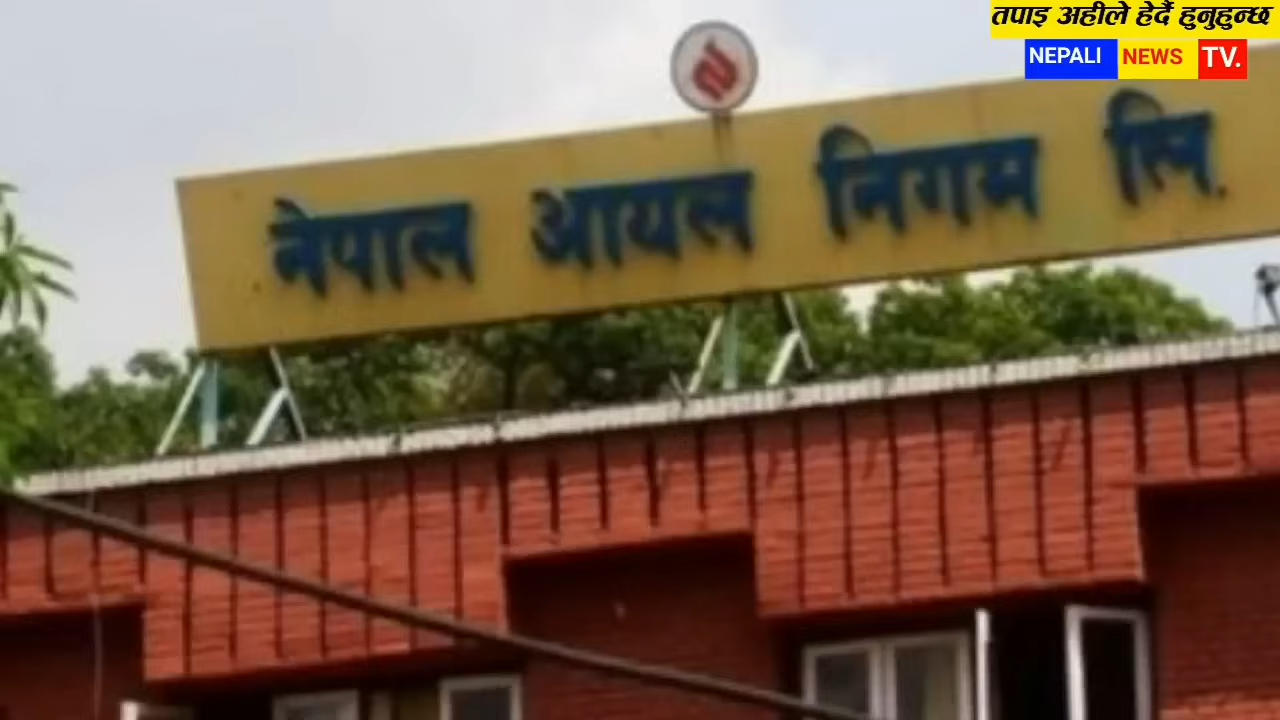 तपाइ अहीले हेर्दै हुनुहुन्छ
NEPALI NEWS TV.
नेपाल आयल निगम लि.